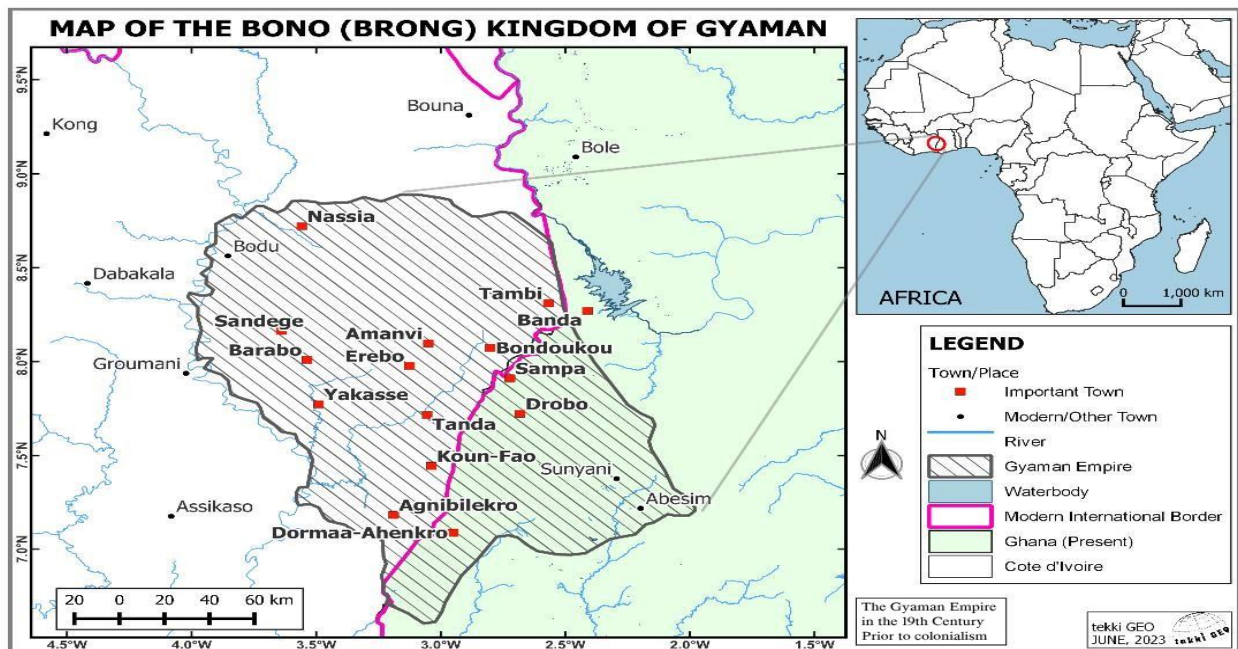 MAP OF THE BONO (BRONG) KINGDOM OF GYAMAN
9.5°N
9.0°N
8.5°N
8.0°N
7.5°N
7.0°N
Kong
Bouna
Bole
Nassia
Bodu
Dabakala
Tambi
Banda
Sandege
Amanvi
Bondoukou
Barabo
Erebo
Sampa
Groumani
Yakasse
Drobo
Tanda
Koun-Fao
Sunyani
Abesim
Assikaso
Agnibilekro
Dormaa-Ahenkro
20 0 20 40 60 km
4.5°W 4.0°W 3.5°W 3.0°W 2.5°W 2.0°W
AFRICA
0 1,000 km
N
LEGEND
Town/Place
Important Town
Modern/Other Town
River
Gyaman Empire
Waterbody
Modern International Border
Ghana (Present)
Cote d'Ivoire
The Gyaman Empire
in the 19th Century
Prior to colonialism
tekki GEO
JUNE, 2023
tekki GEO